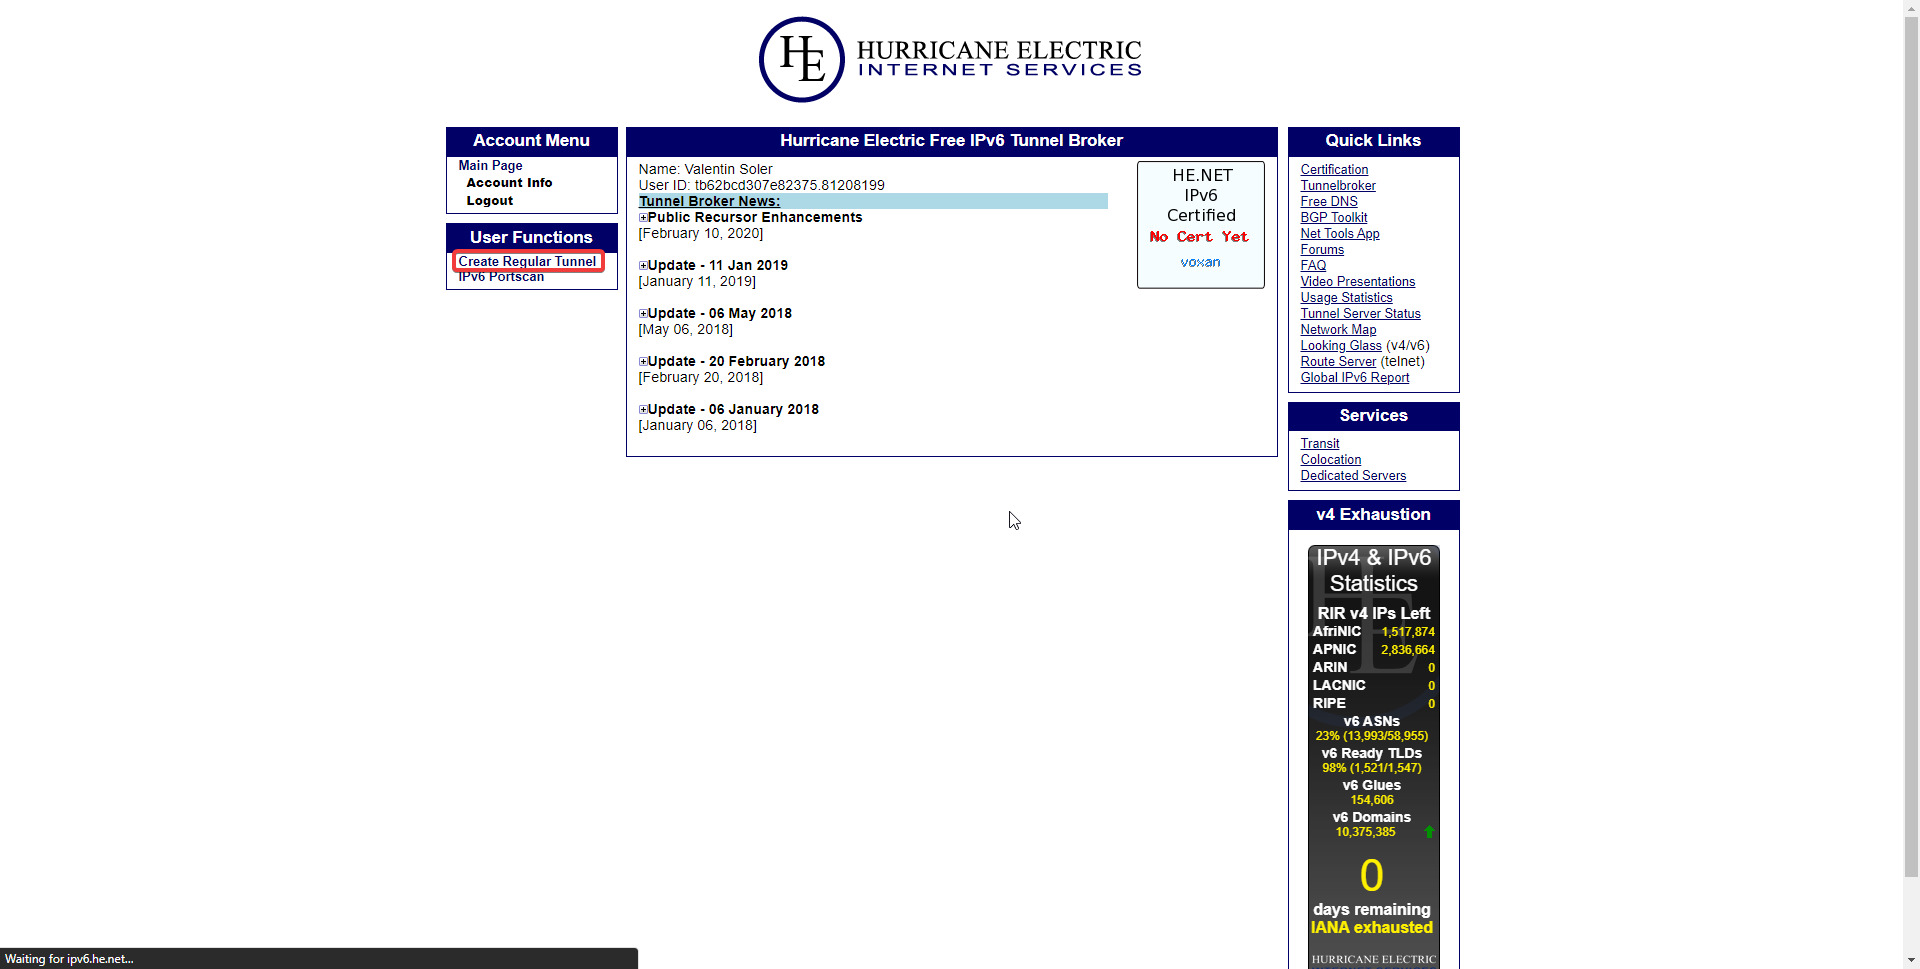 HE
HURRICANE ELECTRIC
INTERNET SERVICES
Account Menu
Main Page
Account Info
Logout
User Functions
Create Regular Tunnel
IPv6 Portscan
Hurricane Electric Free IPv6 Tunnel Broker
Name: Valentin Soler
User ID: tb62bcd307e82375.81208199
Tunnel Broker News:
Public Recursor Enhancements
[February 10, 2020]
Update - 11 Jan 2019
[January 11, 2019]
Update - 06 May 2018
[May 06, 2018]
Update - 20 February 2018
[February 20, 2018]
Update - 06 January 2018
[January 06, 2018]
HE.NET
IPv6
Certified
No Cert Yet
voxan
Quick Links
Certification
Tunnelbroker
Free DNS
BGP Toolkit
Net Tools App
Forums
FAQ
Video Presentations
Usage Statistics
Tunnel Server Status
Network Map
Looking Glass (v4/v6)
Route Server (telnet)
Global IPv6 Report
Services
Transit
Colocation
Dedicated Servers
v4 Exhaustion
IPv4 & IPv6
Statistics
RIR v4 IPs Left
AfriNIC 1,517,874
APNIC 2,836,664
ARIN 0
LACNIC 0
RIPE 0
v6 ASNs
23% (13,993/58,955)
v6 Ready TLDs
98% (1,521/1,547)
v6 Glues
154,606
v6 Domains
10,375,385
0
days remaining
IANA exhausted
HURRICANE ELECTRIC
Waiting for ipv6.he.net...